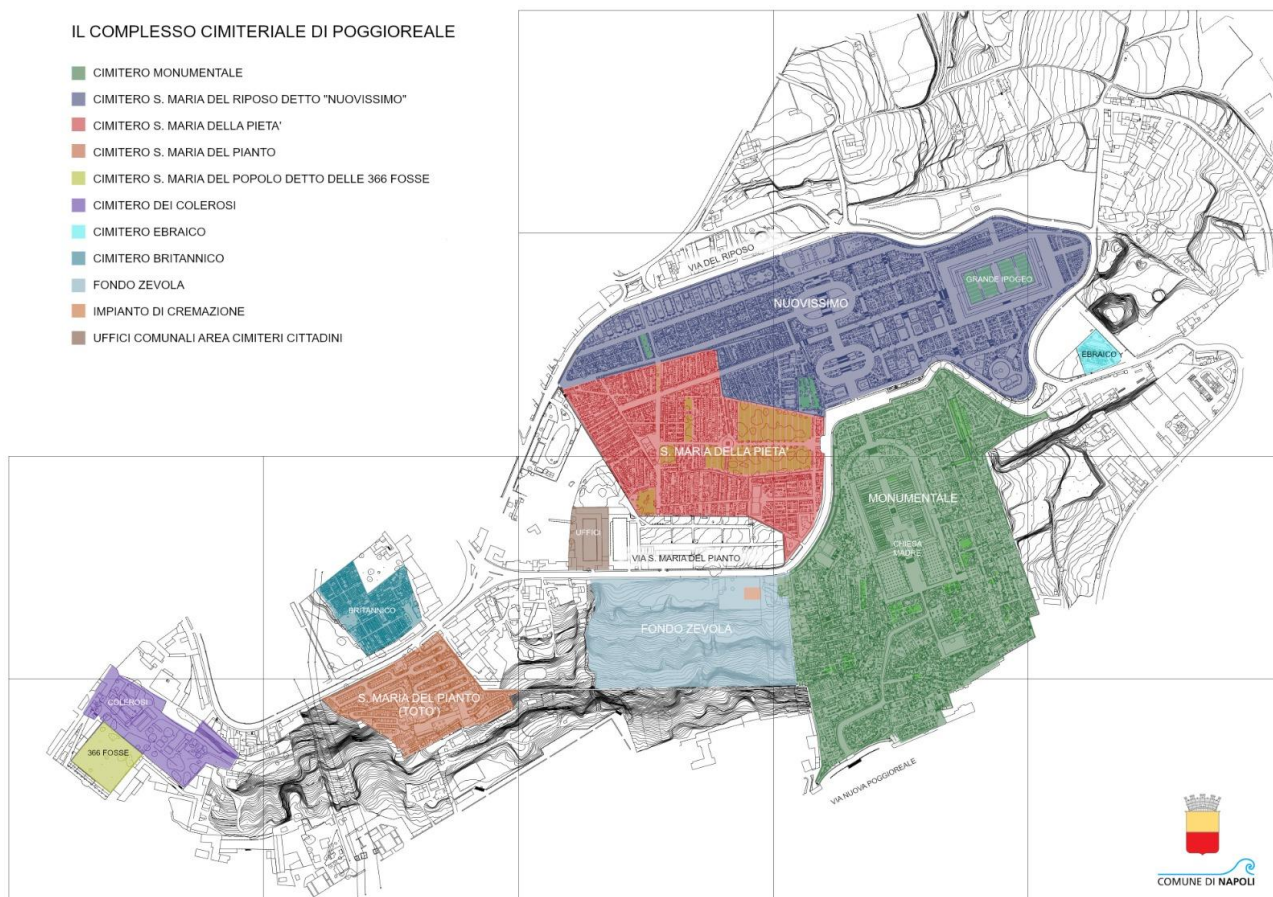 IL COMPLESSO CIMITERIALE DI POGGIOREALE
CIMITERO MONUMENTALE
CIMITERO S. MARIA DEL RIPOSO DETTO "NUOVISSIMO"
CIMITERO S. MARIA DELLA PIETA'
CIMITERO S. MARIA DEL PIANTO
CIMITERO S. MARIA DEL POPOLO DETTO DELLE 366 FOSSE
CIMITERO DEI COLEROSI
CIMITERO EBRAICO
CIMITERO BRITANNICO
FONDO ZEVOLA
IMPIANTO DI CREMAZIONE
UFFICI COMUNALI AREA CIMITERI CITTADINI
VIA DEL RIPOSO
GRANDE IPOGEO
NUOVISSIMO
EBRAICO
S. MARIA DELLA PIETA'
MONUMENTALE
UFFICI
CHIESA
MADRE
VIA S. MARIA DEL PIANTO
BRITANNICO
FONDO ZEVOLA
S. MARIA DEL PIANTO
(TOTO')
COLEROSI
366 FOSSE
VIA NUOVA POGGIOREALE
COMUNE DI NAPOLI